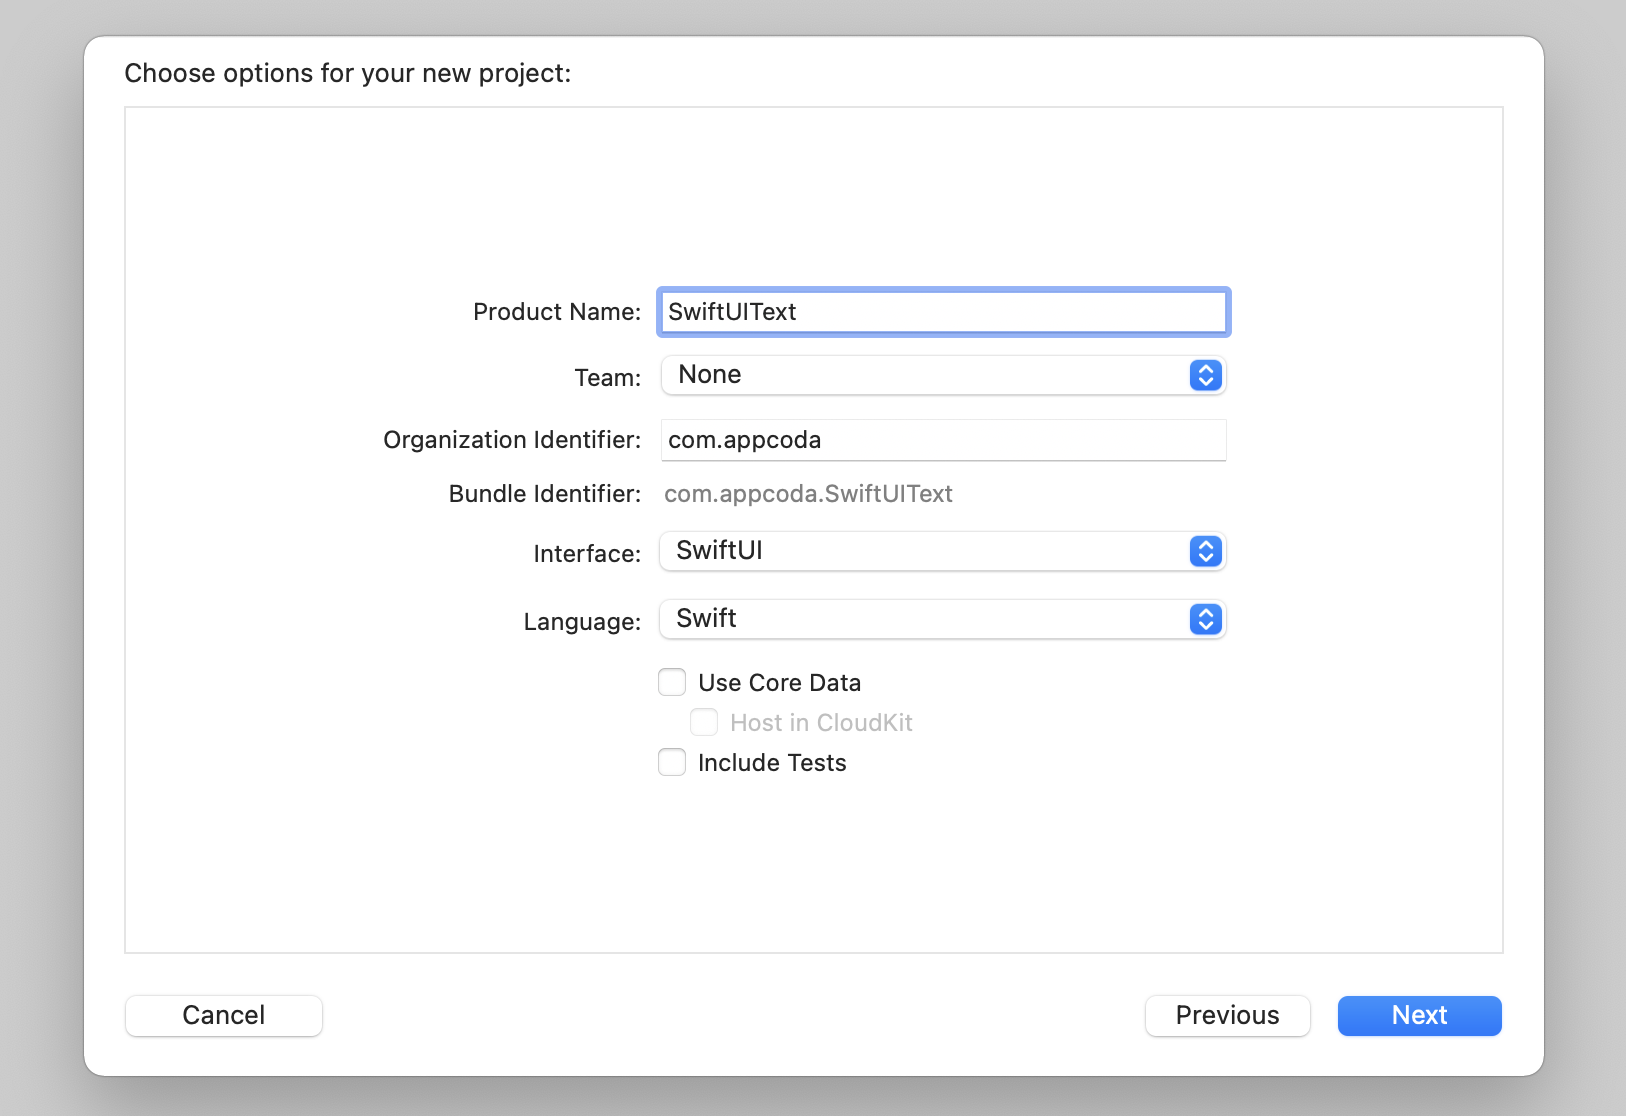 Choose options for your new project:
Product Name: SwiftUIText
Team: None
Organization Identifier: com.appcoda
Bundle Identifier: com.appcoda.SwiftUIText
Interface: SwiftUI
Language: Swift
Use Core Data
Host in CloudKit
Include Tests
Cancel Previous Next